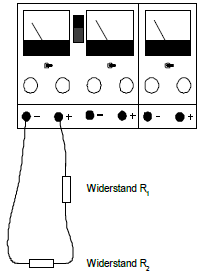 - + - + - +
Widerstand R1
Widerstand R2